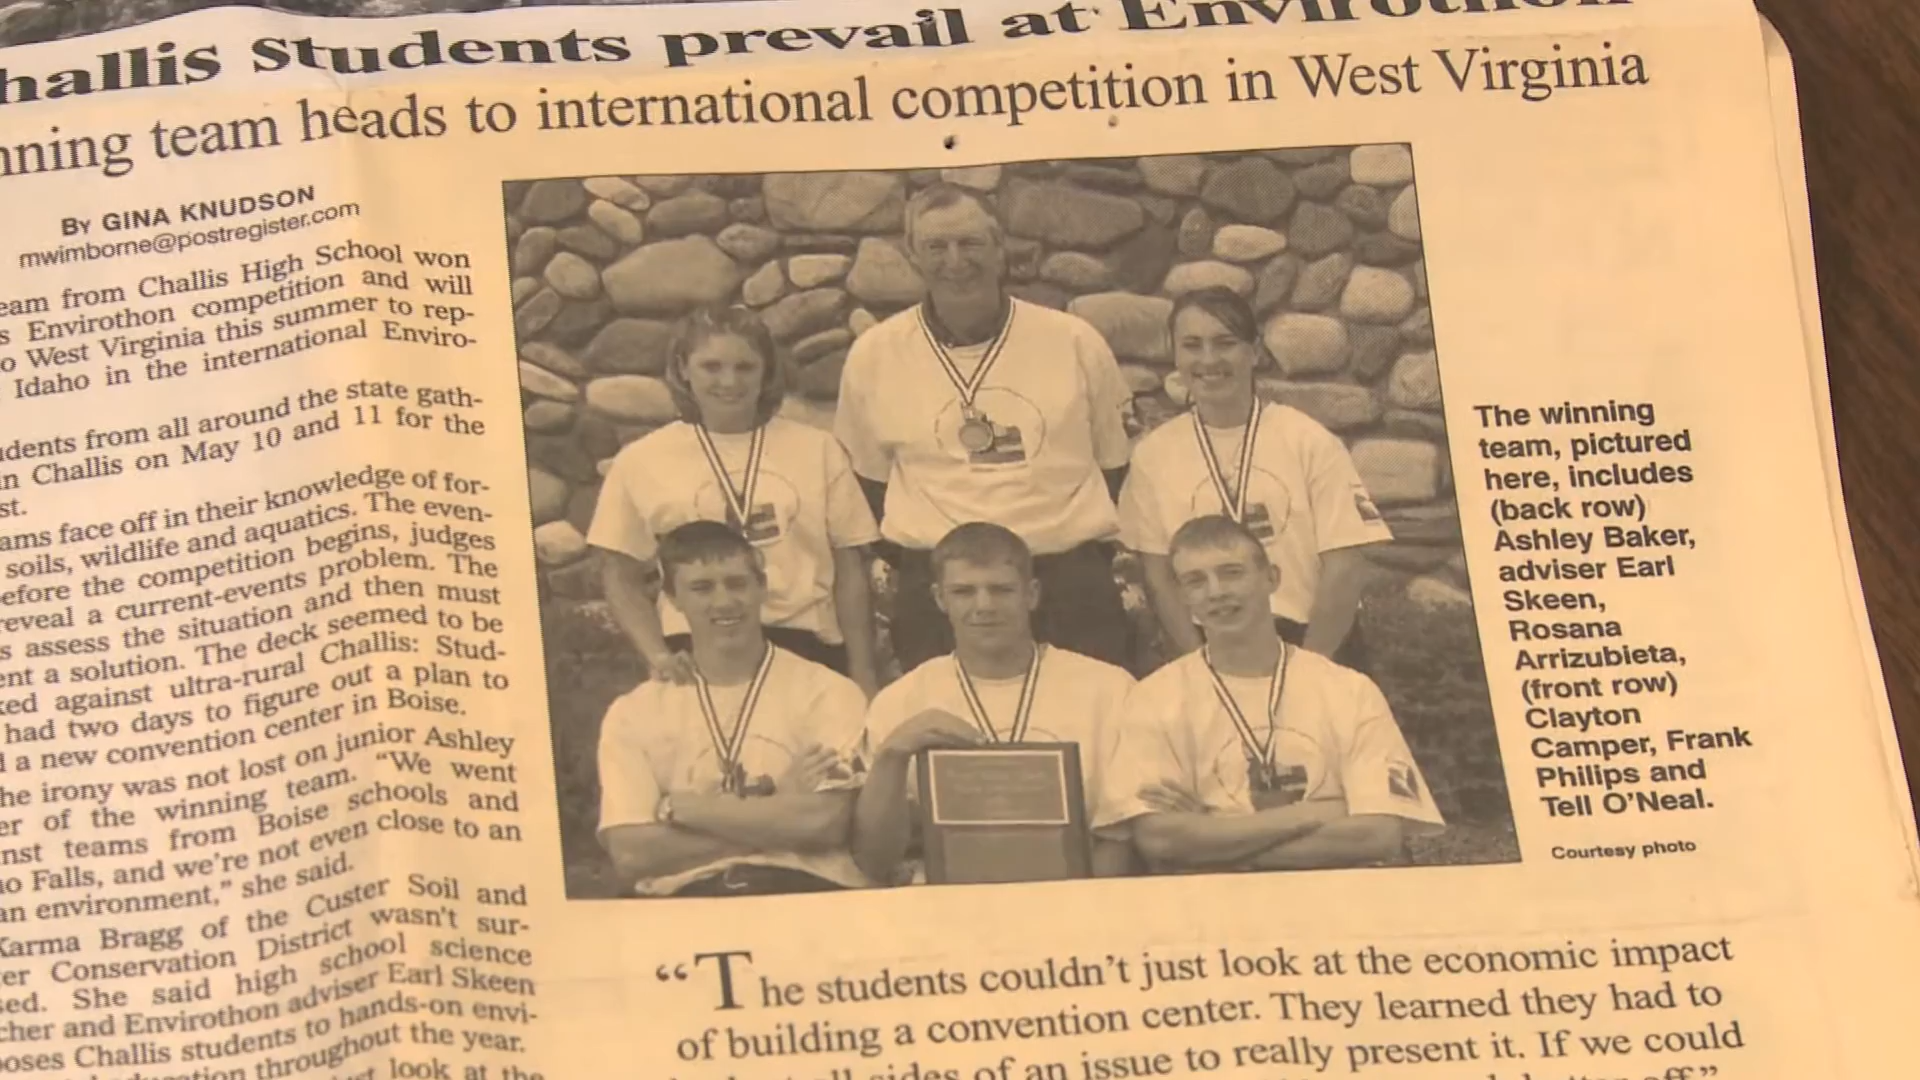 hallis Students prevail at Envirothon
nning team heads to international competition in West Virginia
BY GINA KNUDSON
mwimborne@postregister.com
eam from Challis High School won
s Envirothon competition and will
o West Virginia this summer to rep-
Idaho in the international Enviro-
udents from all around the state gath-
in Challis on May 10 and 11 for the
st.
ams face off in their knowledge of for-
soils, wildlife and aquatics. The even-
efore the competition begins, judges
reveal a current-events problem. The
s assess the situation and then must
ent a solution. The deck seemed to be
ked against ultra-rural Challis: Stud-
had two days to figure out a plan to
d a new convention center in Boise.
he irony was not lost on junior Ashley
er of the winning team. "We went
nst teams from Boise schools and
ho Falls, and we're not even close to an
an environment," she said.
Karma Bragg of the Custer Soil and
er Conservation District wasn't sur-
sed. She said high school science
cher and Envirothon adviser Earl Skeen
poses Challis students to hands-on envi-
throughout the year.
look at the
The winning
team, pictured
here, includes
(back row)
Ashley Baker,
adviser Earl
Skeen,
Rosana
Arrizubieta,
(front row)
Clayton
Camper, Frank
Philips and
Tell O'Neal.
Courtesy photo
"The students couldn't just look at the economic impact
of building a convention center. They learned they had to
sides of an issue to really present it. If we could
off"